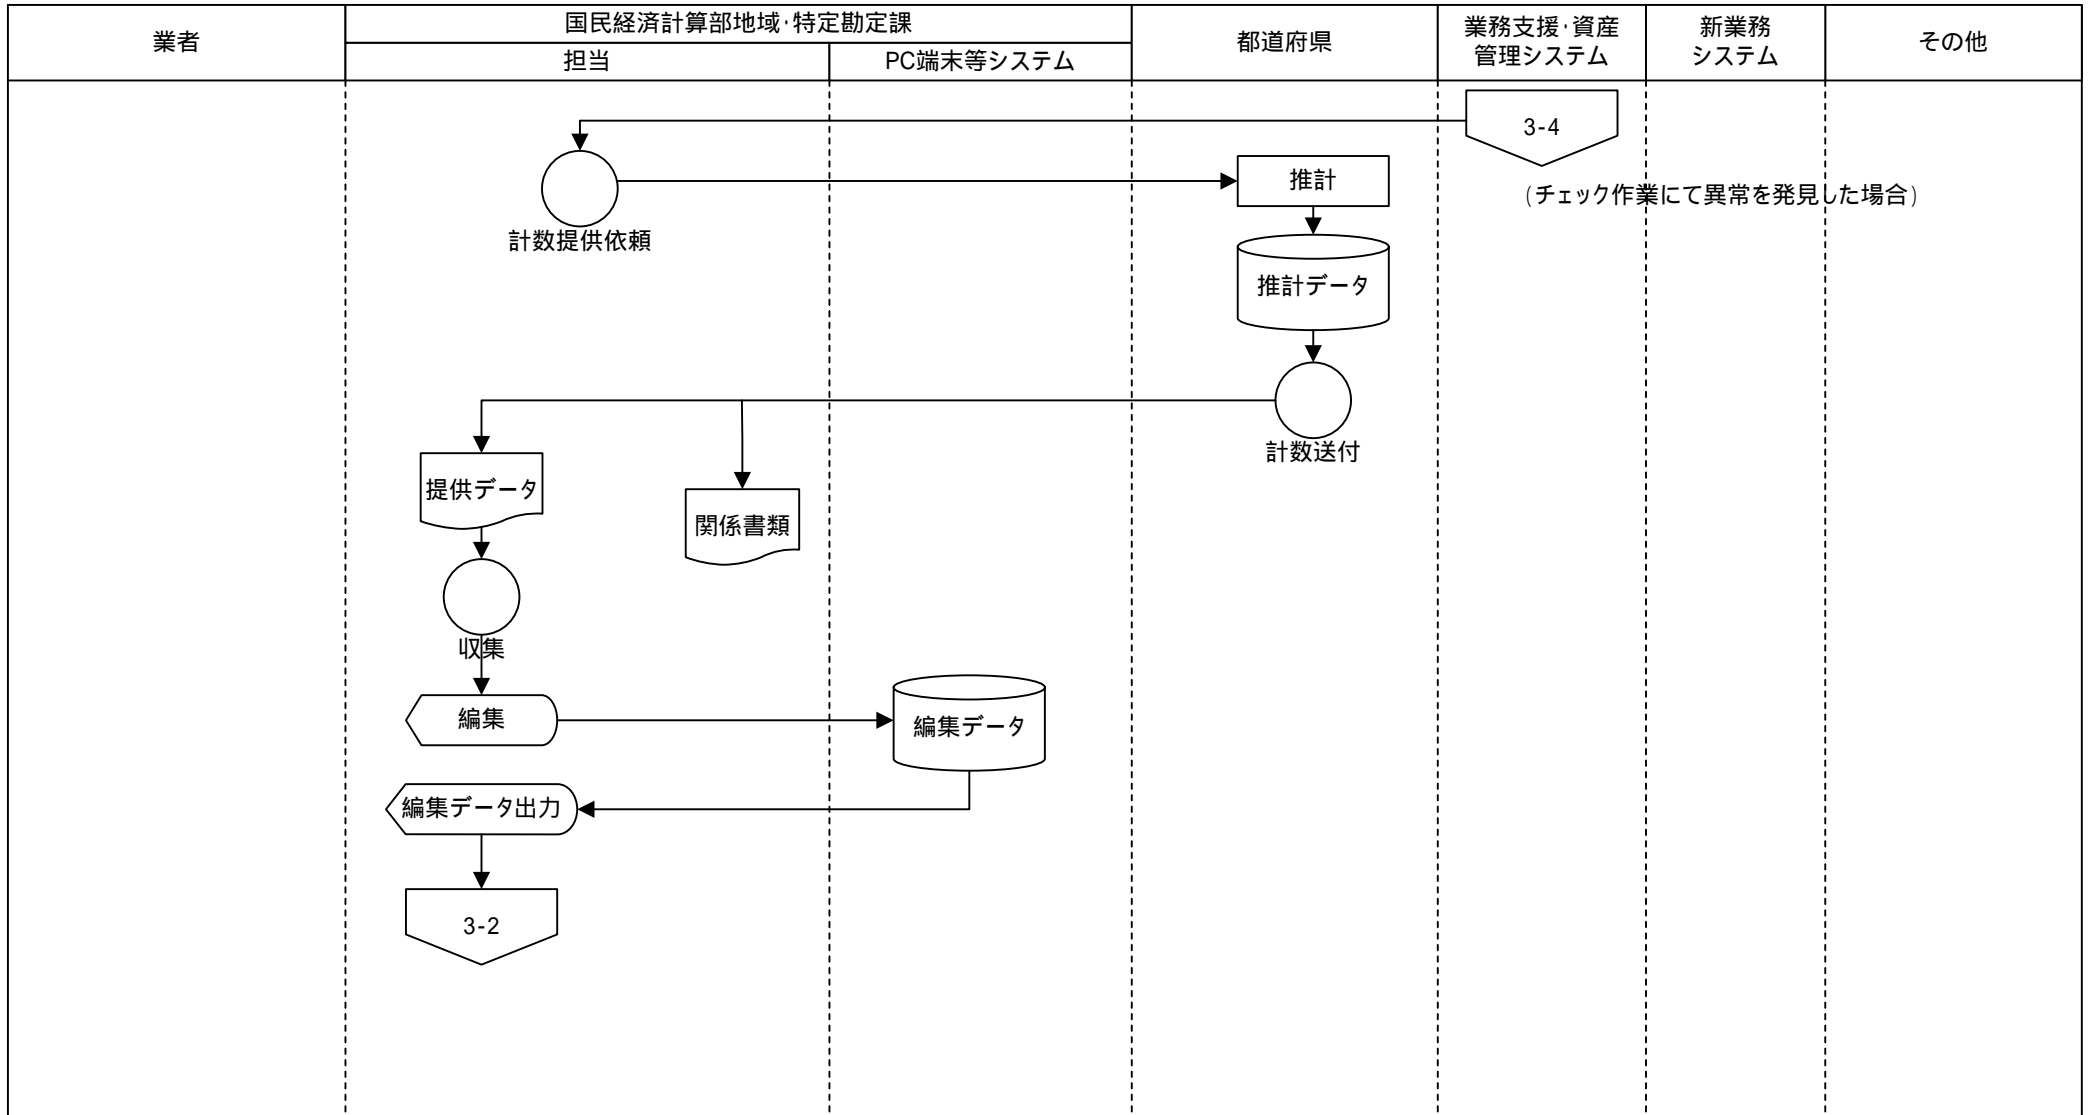 業者
国民経済計算部地域･特定勘定課
担当
PC端末等システム
都道府県
業務支援･資産
管理システム
新業務
システム
その他
3-4
(チェック作業にて異常を発見した場合)
計数提供依頼
推計
推計データ
計数送付
提供データ
関係書類
収集
編集
編集データ
編集データ出力
3-2